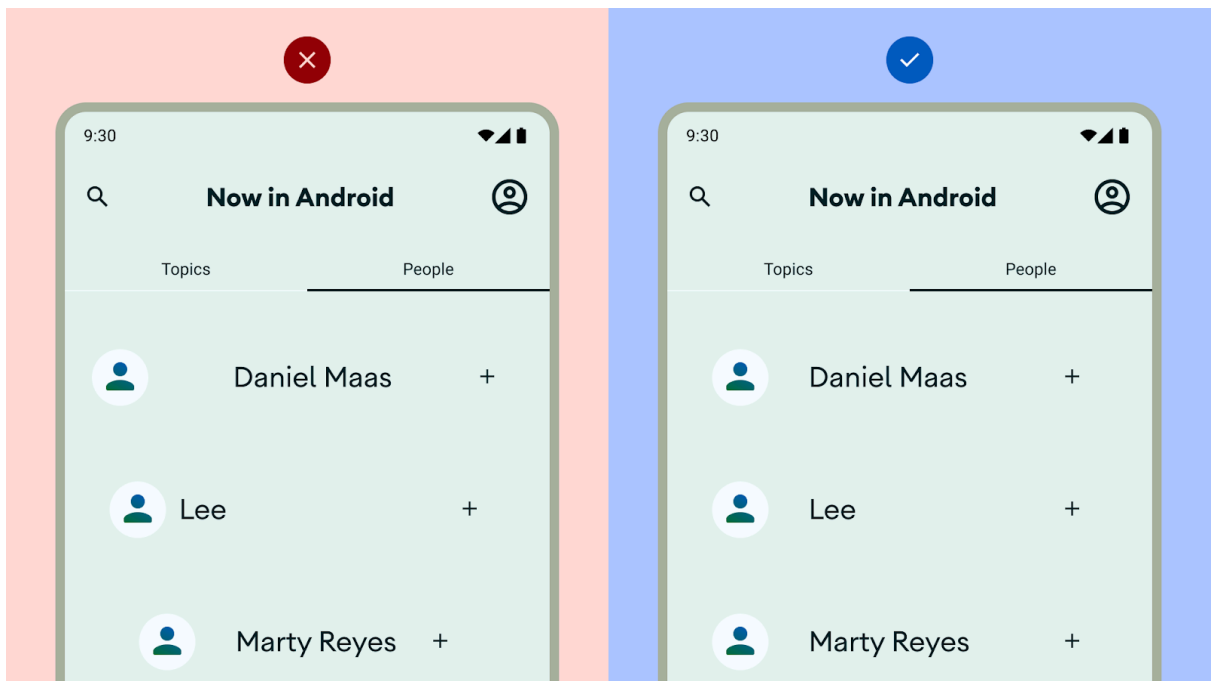 9:30
Now in Android
Topics People
Daniel Maas +
Lee +
Marty Reyes +
9:30
Now in Android
Topics People
Daniel Maas +
Lee +
Marty Reyes +